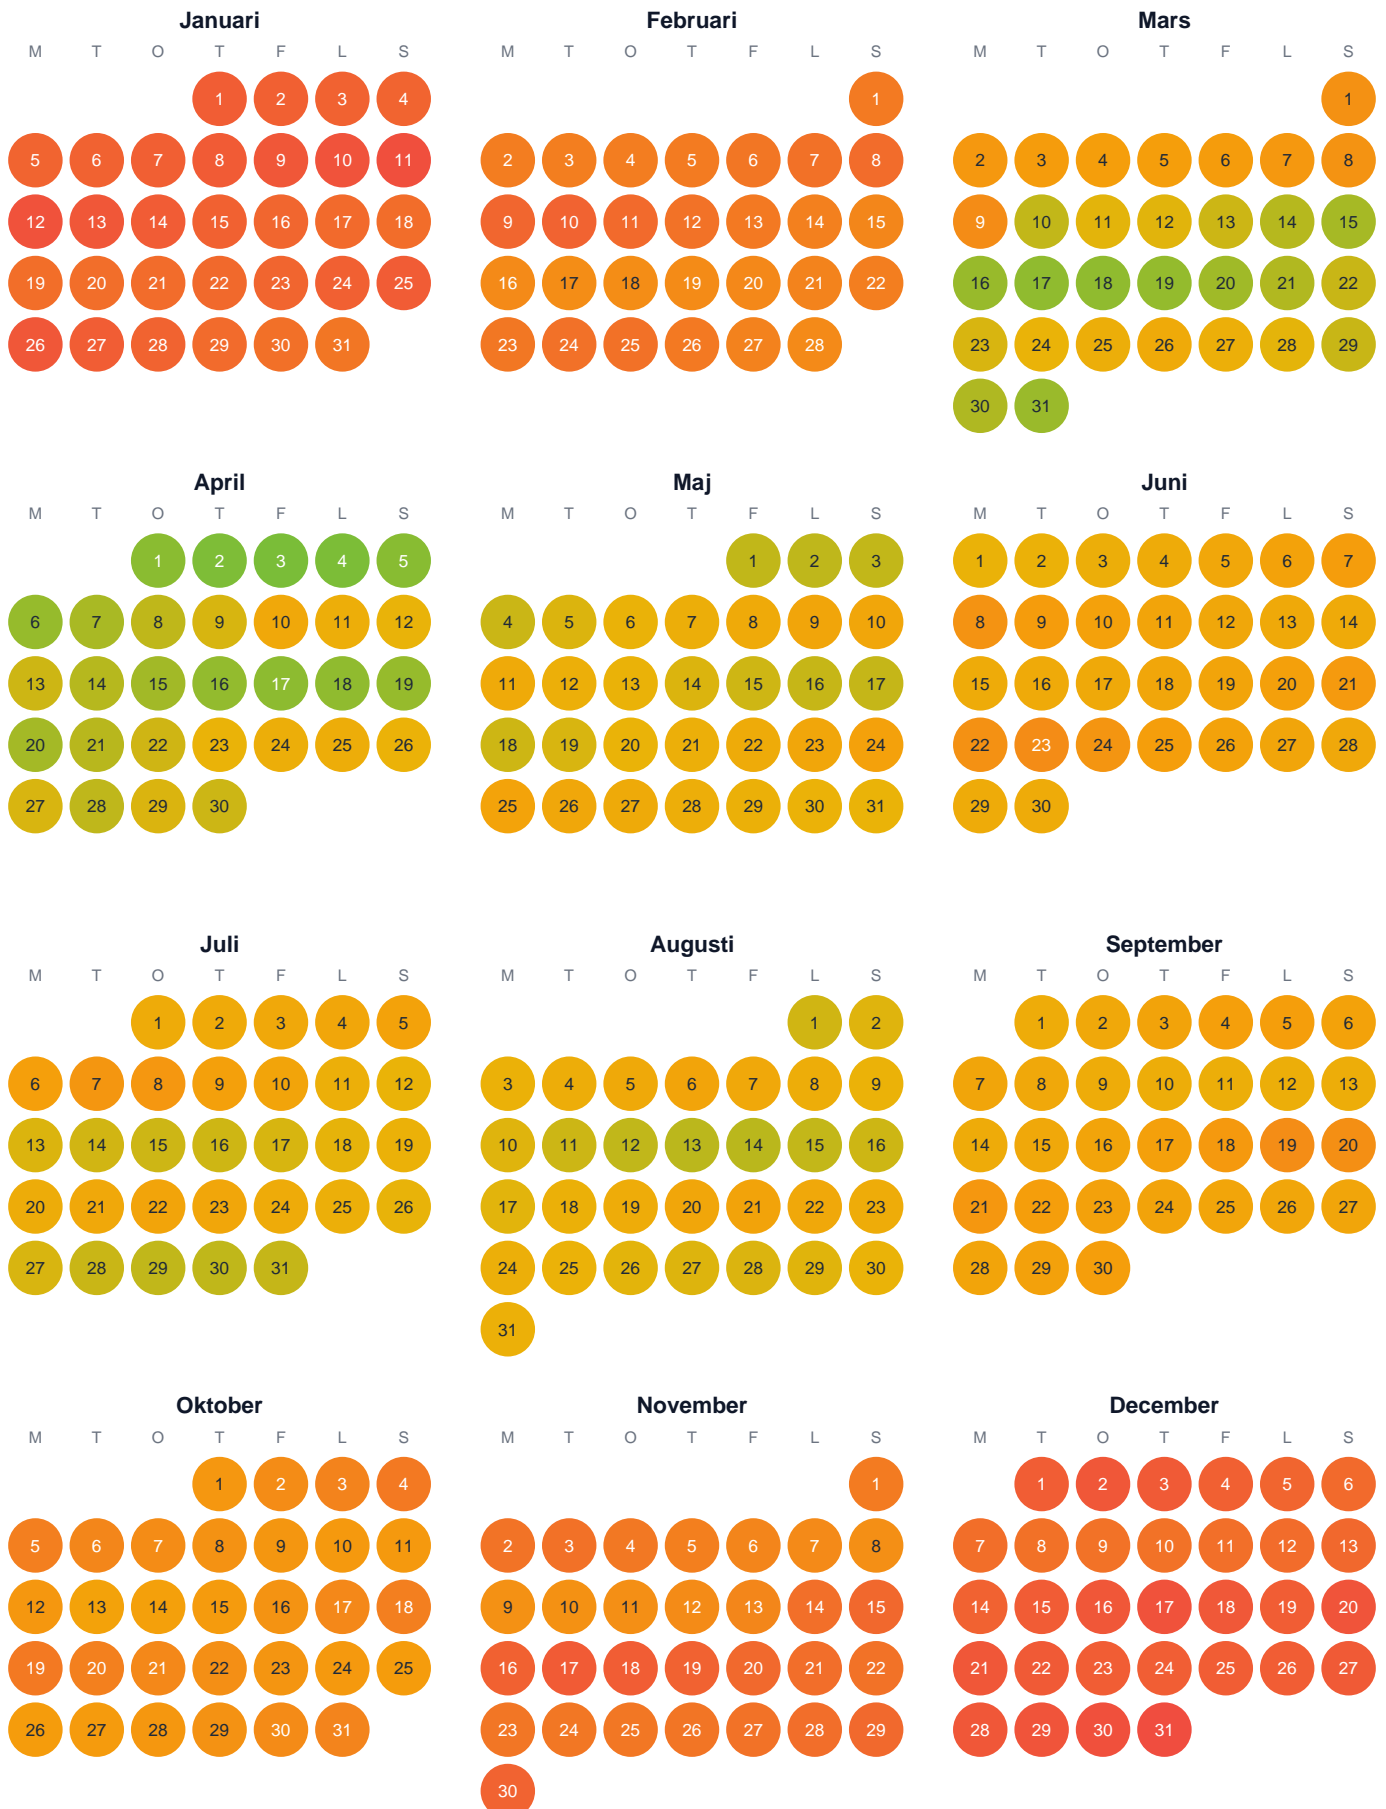 Januari Februari Mars
M T O T F L S M T O T F L S M T O T F L S
1 2 3 4 1 1
5 6 7 8 9 10 11 2 3 4 5 6 7 8 2 3 4 5 6 7 8
12 13 14 15 16 17 18 9 10 11 12 13 14 15 9 10 11 12 13 14 15
19 20 21 22 23 24 25 16 17 18 19 20 21 22 16 17 18 19 20 21 22
26 27 28 29 30 31 23 24 25 26 27 28 23 24 25 26 27 28 29
30 31
April Maj Juni
M T O T F L S M T O T F L S M T O T F L S
1 2 3 4 5 1 2 3 1 2 3 4 5 6 7
6 7 8 9 10 11 12 4 5 6 7 8 9 10 8 9 10 11 12 13 14
13 14 15 16 17 18 19 11 12 13 14 15 16 17 15 16 17 18 19 20 21
20 21 22 23 24 25 26 18 19 20 21 22 23 24 22 23 24 25 26 27 28
27 28 29 30 25 26 27 28 29 30 31 29 30
Juli Augusti September
M T O T F L S M T O T F L S M T O T F L S
1 2 3 4 5 1 2 1 2 3 4 5 6
6 7 8 9 10 11 12 3 4 5 6 7 8 9 7 8 9 10 11 12 13
13 14 15 16 17 18 19 10 11 12 13 14 15 16 14 15 16 17 18 19 20
20 21 22 23 24 25 26 17 18 19 20 21 22 23 21 22 23 24 25 26 27
27 28 29 30 31 24 25 26 27 28 29 30 28 29 30
31
Oktober November December
M T O T F L S M T O T F L S M T O T F L S
1 2 3 4 1 1 2 3 4 5 6
5 6 7 8 9 10 11 2 3 4 5 6 7 8 7 8 9 10 11 12 13
12 13 14 15 16 17 18 9 10 11 12 13 14 15 14 15 16 17 18 19 20
19 20 21 22 23 24 25 16 17 18 19 20 21 22 21 22 23 24 25 26 27
26 27 28 29 30 31 23 24 25 26 27 28 29 28 29 30 31
30